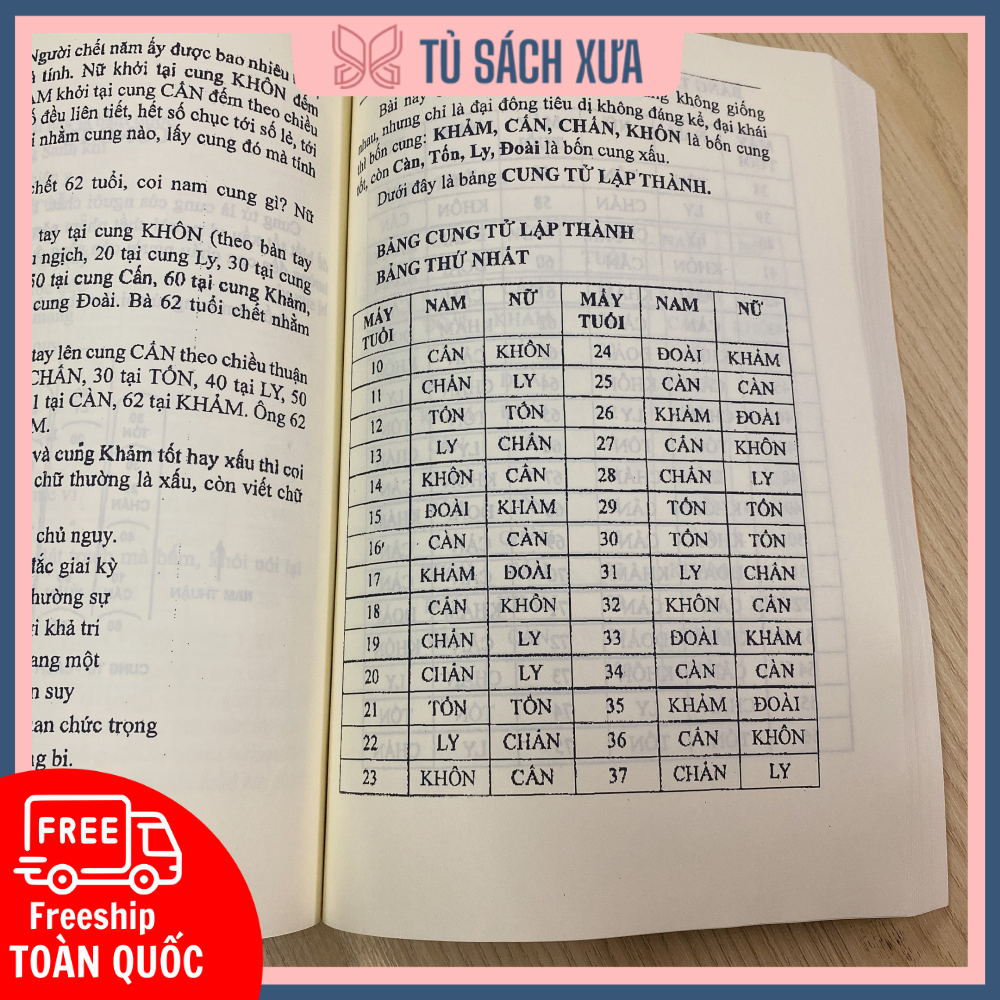 TỦ SÁCH XƯA
Người chết năm ấy được bao nhiêu
tính. Nữ khởi tại cung KHÔN đếm
khởi tại cung CẤN đếm theo chiều
đều liên tiết, hết số chục tới số lẻ, tới
nhằm cung nào, lấy cung đó mà tính
chết 62 tuổi, coi nam cung gì? Nữ
tay tại cung KHÔN (theo bàn tay
ngịch, 20 tại cung Ly, 30 tại cung
50 tại cung Cấn, 60 tại cung Khảm,
cung Đoài. Bà 62 tuổi chết nhằm
tay lên cung CẤN theo chiều thuận
CHẤN, 30 tại TỐN, 40 tại LY, 50
tại CÀN, 62 tại KHẢM. Ông 62
và cung Khảm tốt hay xấu thì coi
chữ thường là xấu, còn viết chữ
chủ nguy.
đắc giai kỳ
hường sự
khả trí
một
suy
chức trọng
bi.
Bài này không giống
nhau, nhưng chỉ là đại đồng tiêu dị không đáng kể, đại khái
thì bốn cung: KHẢM, CẤN, CHẤN, KHÔN là bốn cung
tốt, còn Càn, Tốn, Ly, Đoài là bốn cung xấu.
Dưới đây là bảng CUNG TỬ LẬP THÀNH.
BẢNG CUNG TỬ LẬP THÀNH
BẢNG THỨ NHẤT
MẤY TUỔI NAM NỮ MẤY TUỔI NAM NỮ
10 CẤN KHÔN 24 ĐOÀI KHẢM
11 CHẤN LY 25 CÀN CÀN
12 TỐN TỐN 26 KHẢM ĐOÀI
13 LY CHẤN 27 CẤN KHÔN
14 KHÔN CẤN 28 CHẤN LY
15 ĐOÀI KHẢM 29 TỐN TỐN
16 CÀN CÀN 30 TỐN TỐN
17 KHẢM ĐOÀI 31 LY CHẤN
18 CẤN KHÔN 32 KHÔN CẤN
19 CHẤN LY 33 ĐOÀI KHẢM
20 CHẤN LY 34 CÀN CÀN
21 TỐN TỐN 35 KHẢM ĐOÀI
22 LY CHẤN 36 CẤN KHÔN
23 KHÔN CẤN 37 CHẤN LY
FREE
Freeship
TOÀN QUỐC